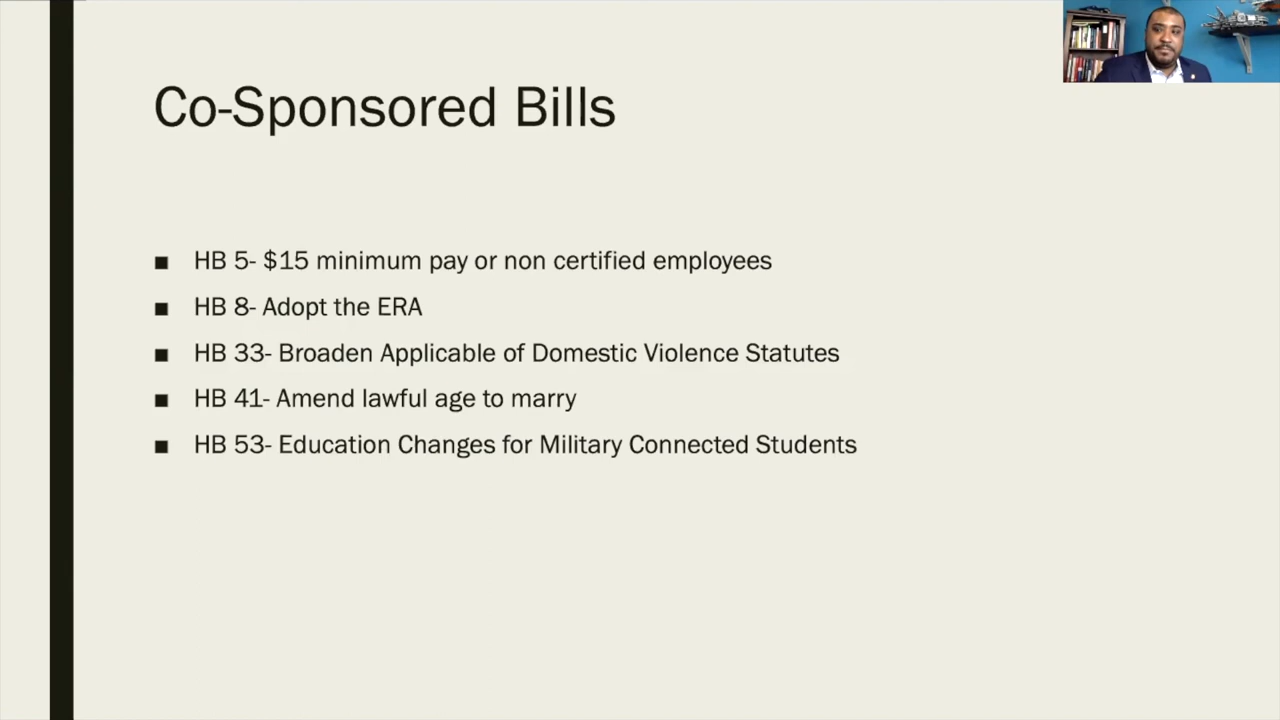 Co-Sponsored Bills
HB 5- $15 minimum pay or non certified employees
HB 8- Adopt the ERA
HB 33- Broaden Applicable of Domestic Violence Statutes
HB 41- Amend lawful age to marry
HB 53- Education Changes for Military Connected Students